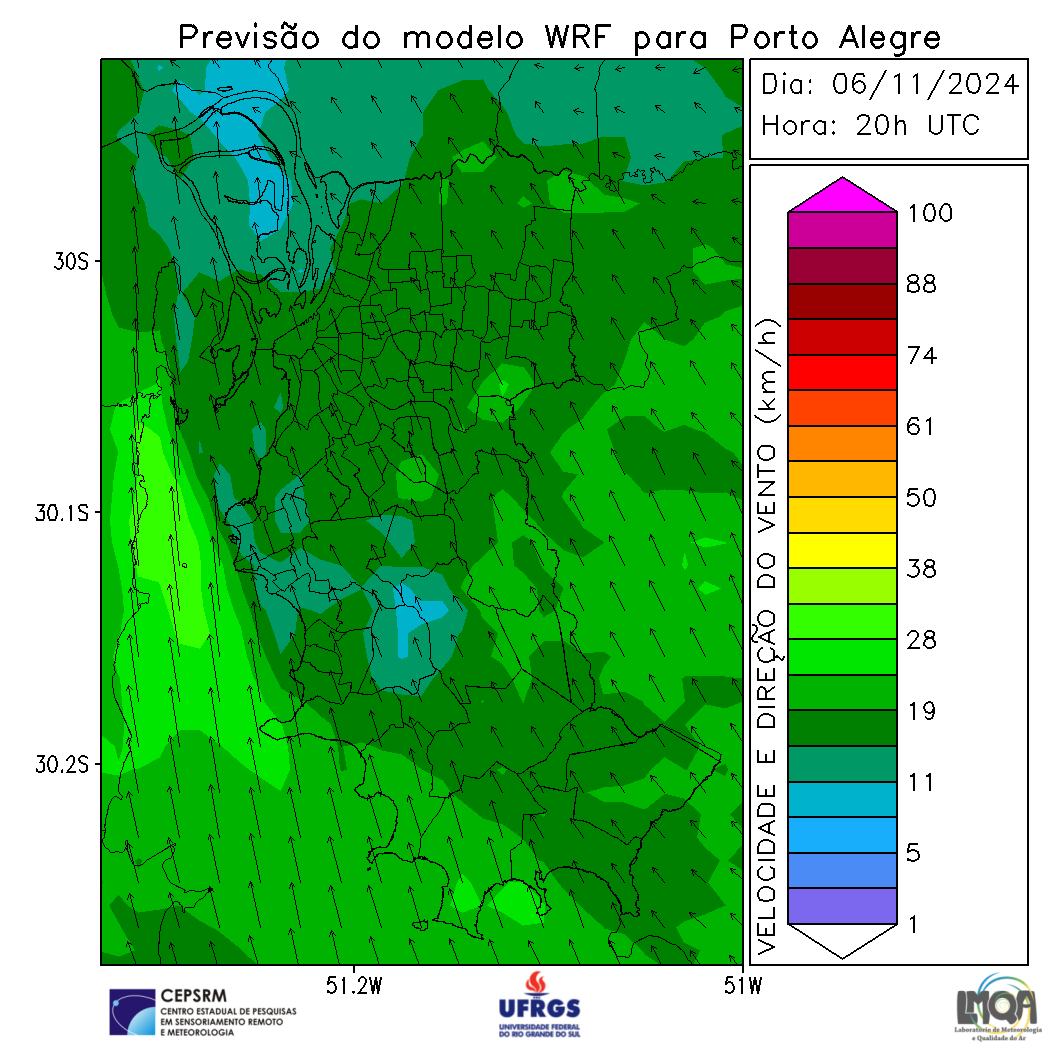 Previsão do modelo WRF para Porto Alegre
Dia: 06/11/2024
Hora: 20h UTC
30S
30.1S
30.2S
51.2W
51W
VELOCIDADE E DIREÇÃO DO VENTO (km/h)
100
88
74
61
50
38
28
19
11
5
1
CEPSRM
CENTRO ESTADUAL DE PESQUISAS
EM SENSORIAMENTO REMOTO
E METEOROLOGIA
UFRGS
UNIVERSIDADE FEDERAL
DO RIO GRANDE DO SUL
LMQA
Laboratório de Meteorologia
e Qualidade do Ar